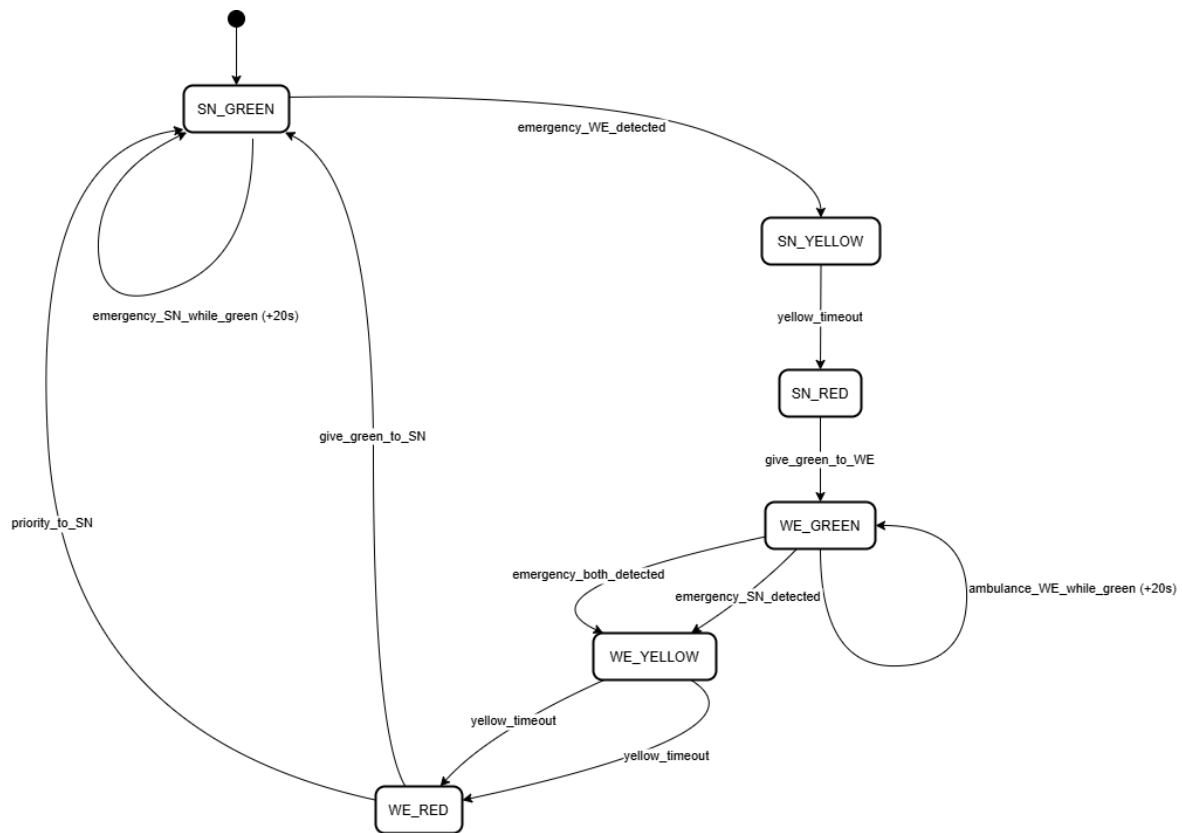 SN_GREEN
emergency_WE_detected
SN_YELLOW
emergency_SN_while_green (+20s)
yellow_timeout
SN_RED
give_green_to_SN
give_green_to_WE
priority_to_SN
WE_GREEN
emergency_both_detected
emergency_SN_detected
ambulance_WE_while_green (+20s)
WE_YELLOW
yellow_timeout
yellow_timeout
WE_RED